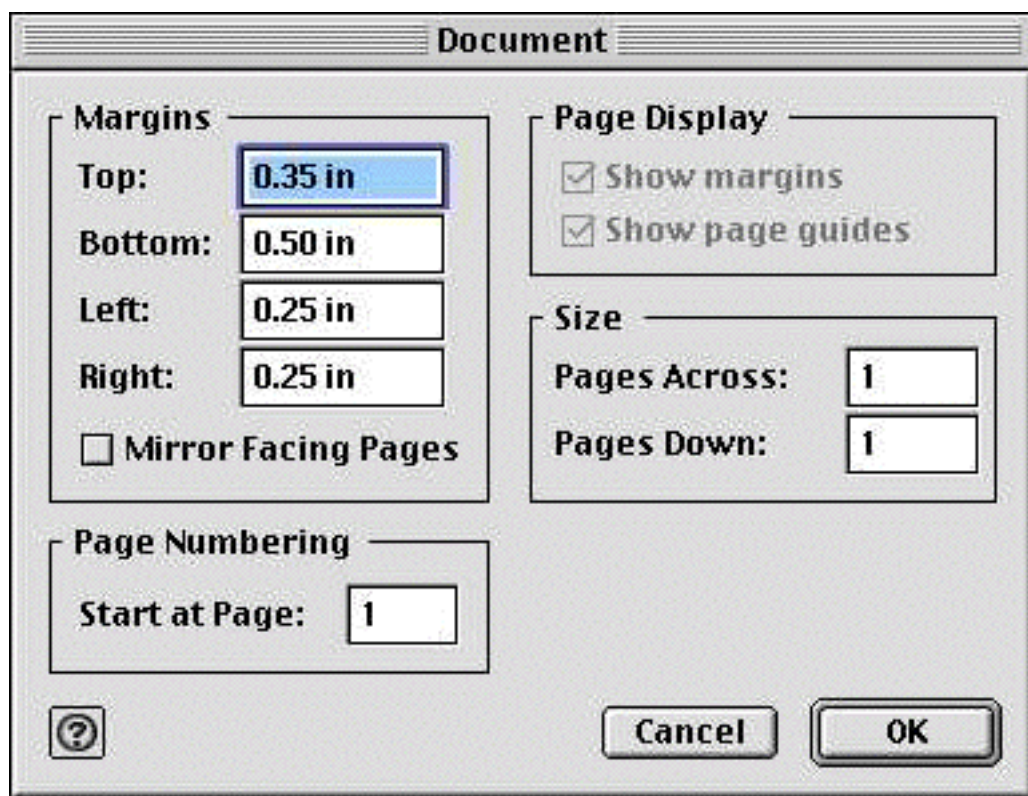 Document
Margins
Top: 0.35 in
Bottom: 0.50 in
Left: 0.25 in
Right: 0.25 in
Mirror Facing Pages
Page Display
Show margins
Show page guides
Size
Pages Across: 1
Pages Down: 1
Page Numbering
Start at Page: 1
?
Cancel
OK